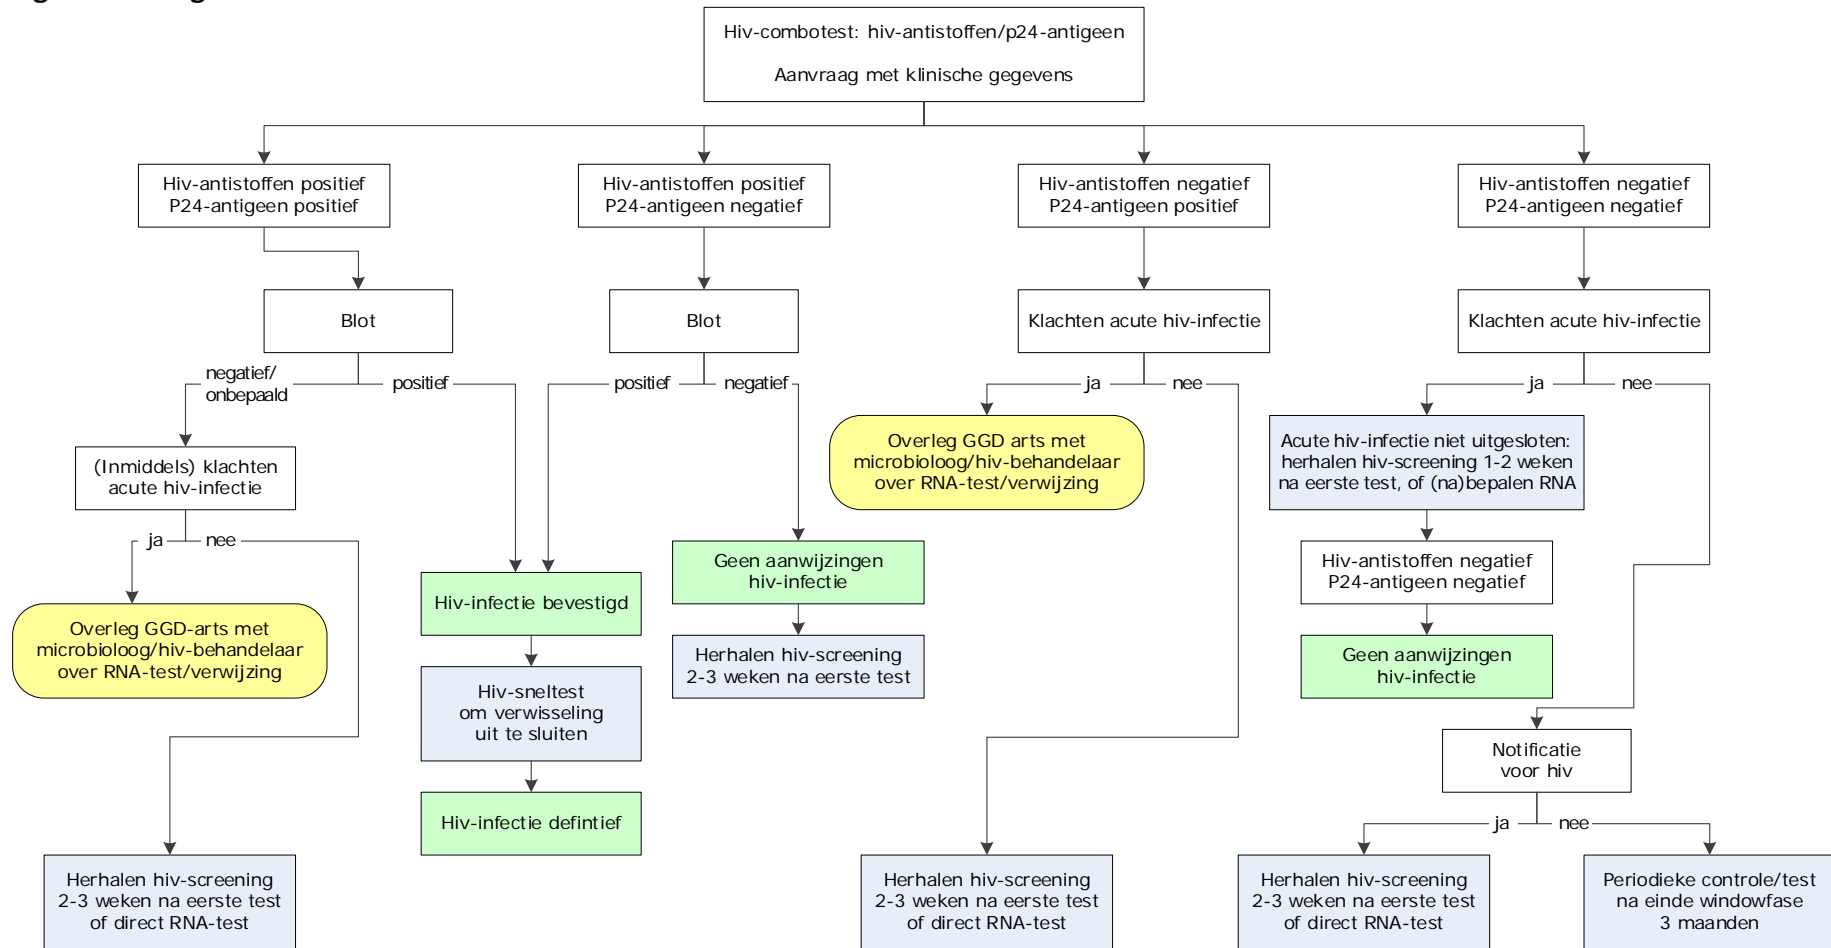 Hiv-combotest: hiv-antistoffen/p24-antigeen
Aanvraag met klinische gegevens
Hiv-antistoffen positief
P24-antigeen positief
Hiv-antistoffen positief
P24-antigeen negatief
Hiv-antistoffen negatief
P24-antigeen positief
Hiv-antistoffen negatief
P24-antigeen negatief
Blot
Blot
Klachten acute hiv-infectie
Klachten acute hiv-infectie
negatief/
onbepaald
positief
positief
negatief
ja
nee
ja
nee
(Inmiddels) klachten
acute hiv-infectie
Overleg GGD arts met
microbioloog/hiv-behandelaar
over RNA-test/verwijzing
Acute hiv-infectie niet uitgesloten:
herhalen hiv-screening 1-2 weken
na eerste test, of (na)bepalen RNA
ja
nee
Geen aanwijzingen
hiv-infectie
Hiv-antistoffen negatief
P24-antigeen negatief
Hiv-infectie bevestigd
Overleg GGD-arts met
microbioloog/hiv-behandelaar
over RNA-test/verwijzing
Herhalen hiv-screening
2-3 weken na eerste test
Geen aanwijzingen
hiv-infectie
Hiv-sneltest
om verwisseling
uit te sluiten
Notificatie
voor hiv
Hiv-infectie defintief
ja
nee
Herhalen hiv-screening
2-3 weken na eerste test
of direct RNA-test
Herhalen hiv-screening
2-3 weken na eerste test
of direct RNA-test
Herhalen hiv-screening
2-3 weken na eerste test
of direct RNA-test
Periodieke controle/test
na einde windowfase
3 maanden